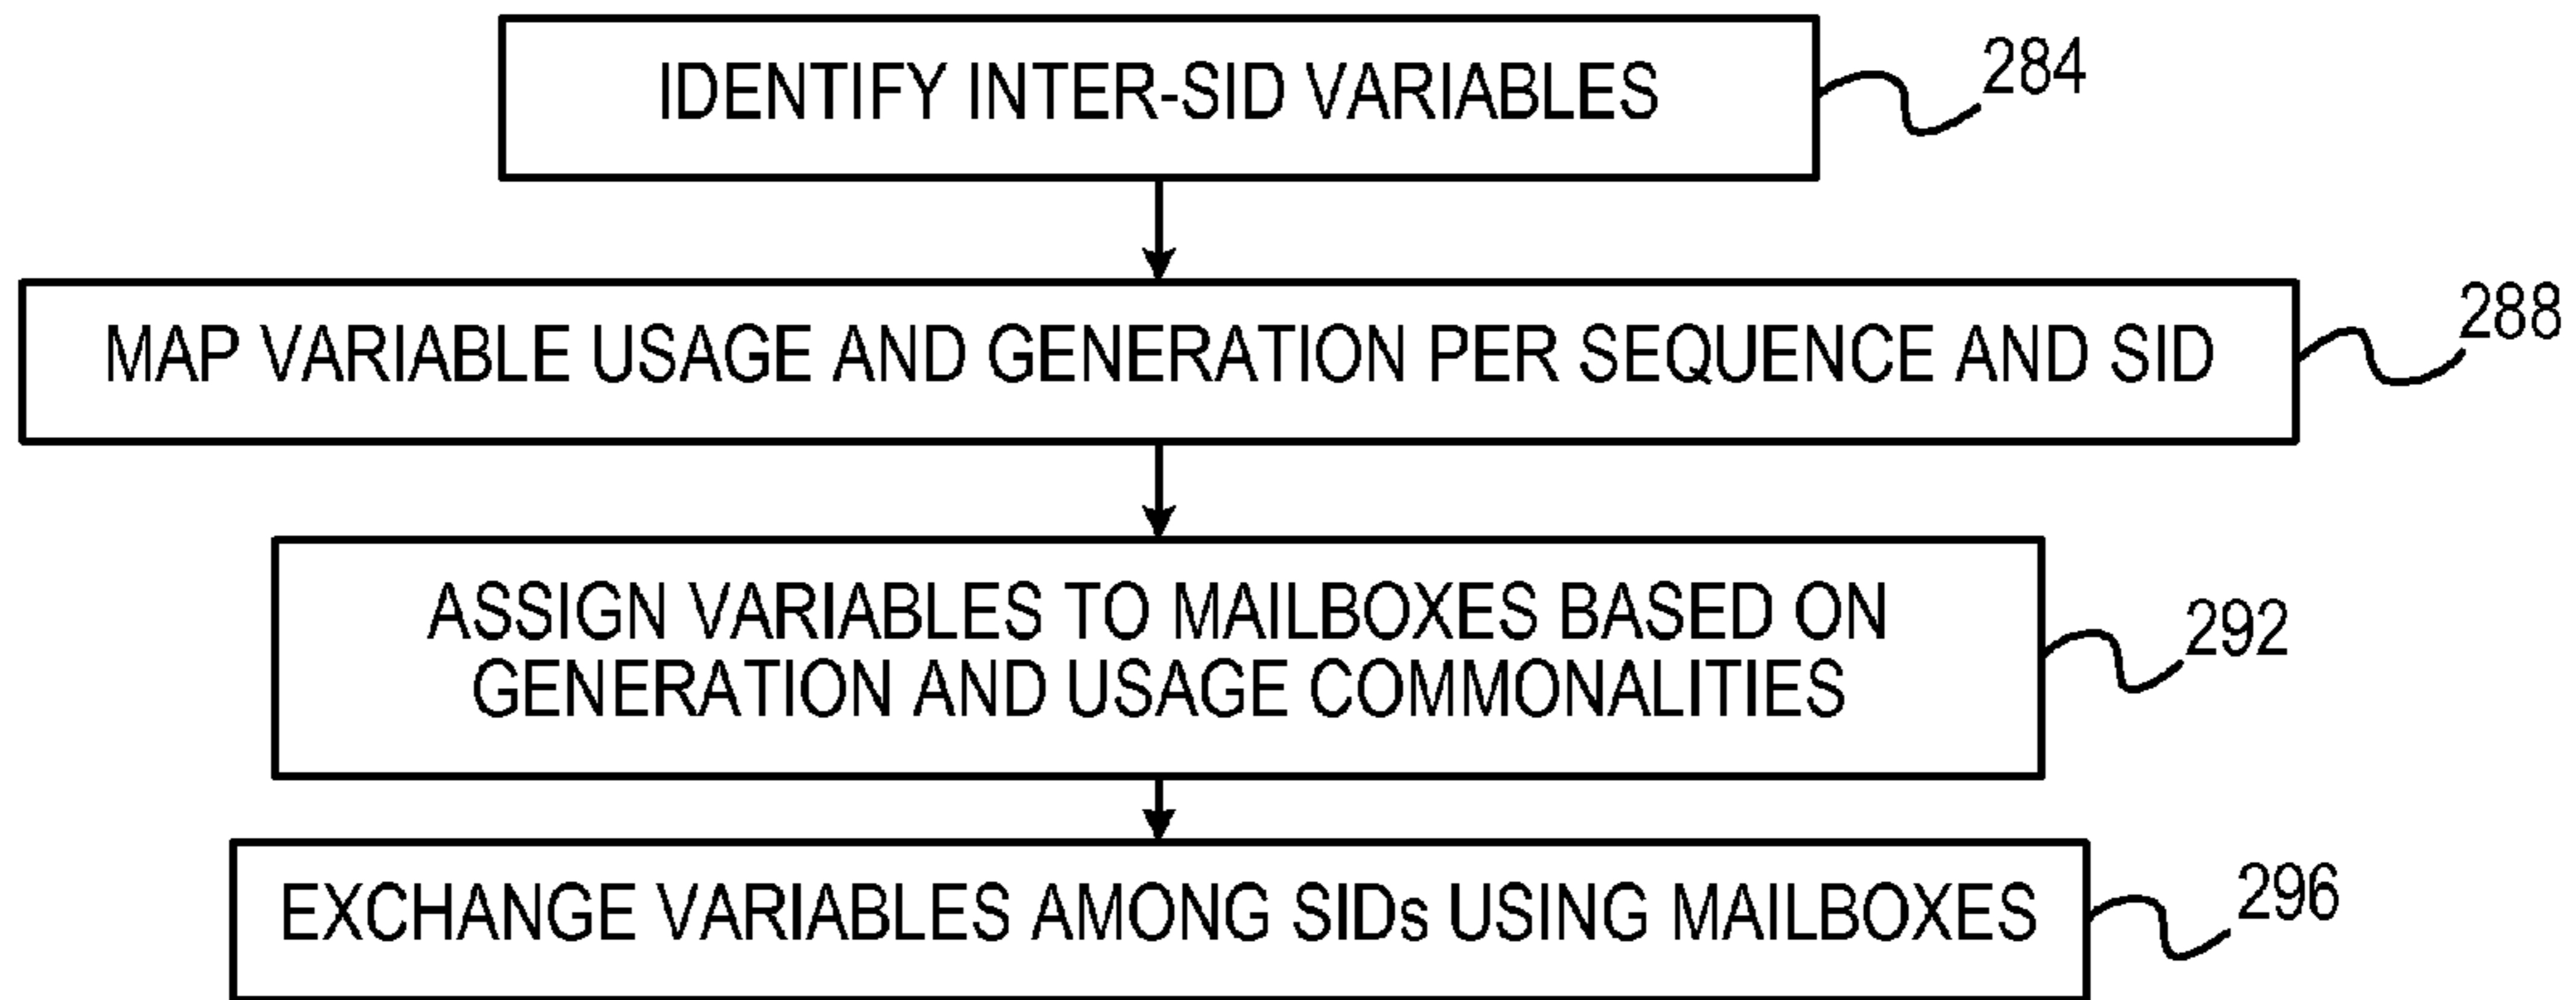 IDENTIFY INTER-SID VARIABLES
284
MAP VARIABLE USAGE AND GENERATION PER SEQUENCE AND SID
288
ASSIGN VARIABLES TO MAILBOXES BASED ON
GENERATION AND USAGE COMMONALITIES
292
EXCHANGE VARIABLES AMONG SIDs USING MAILBOXES
296